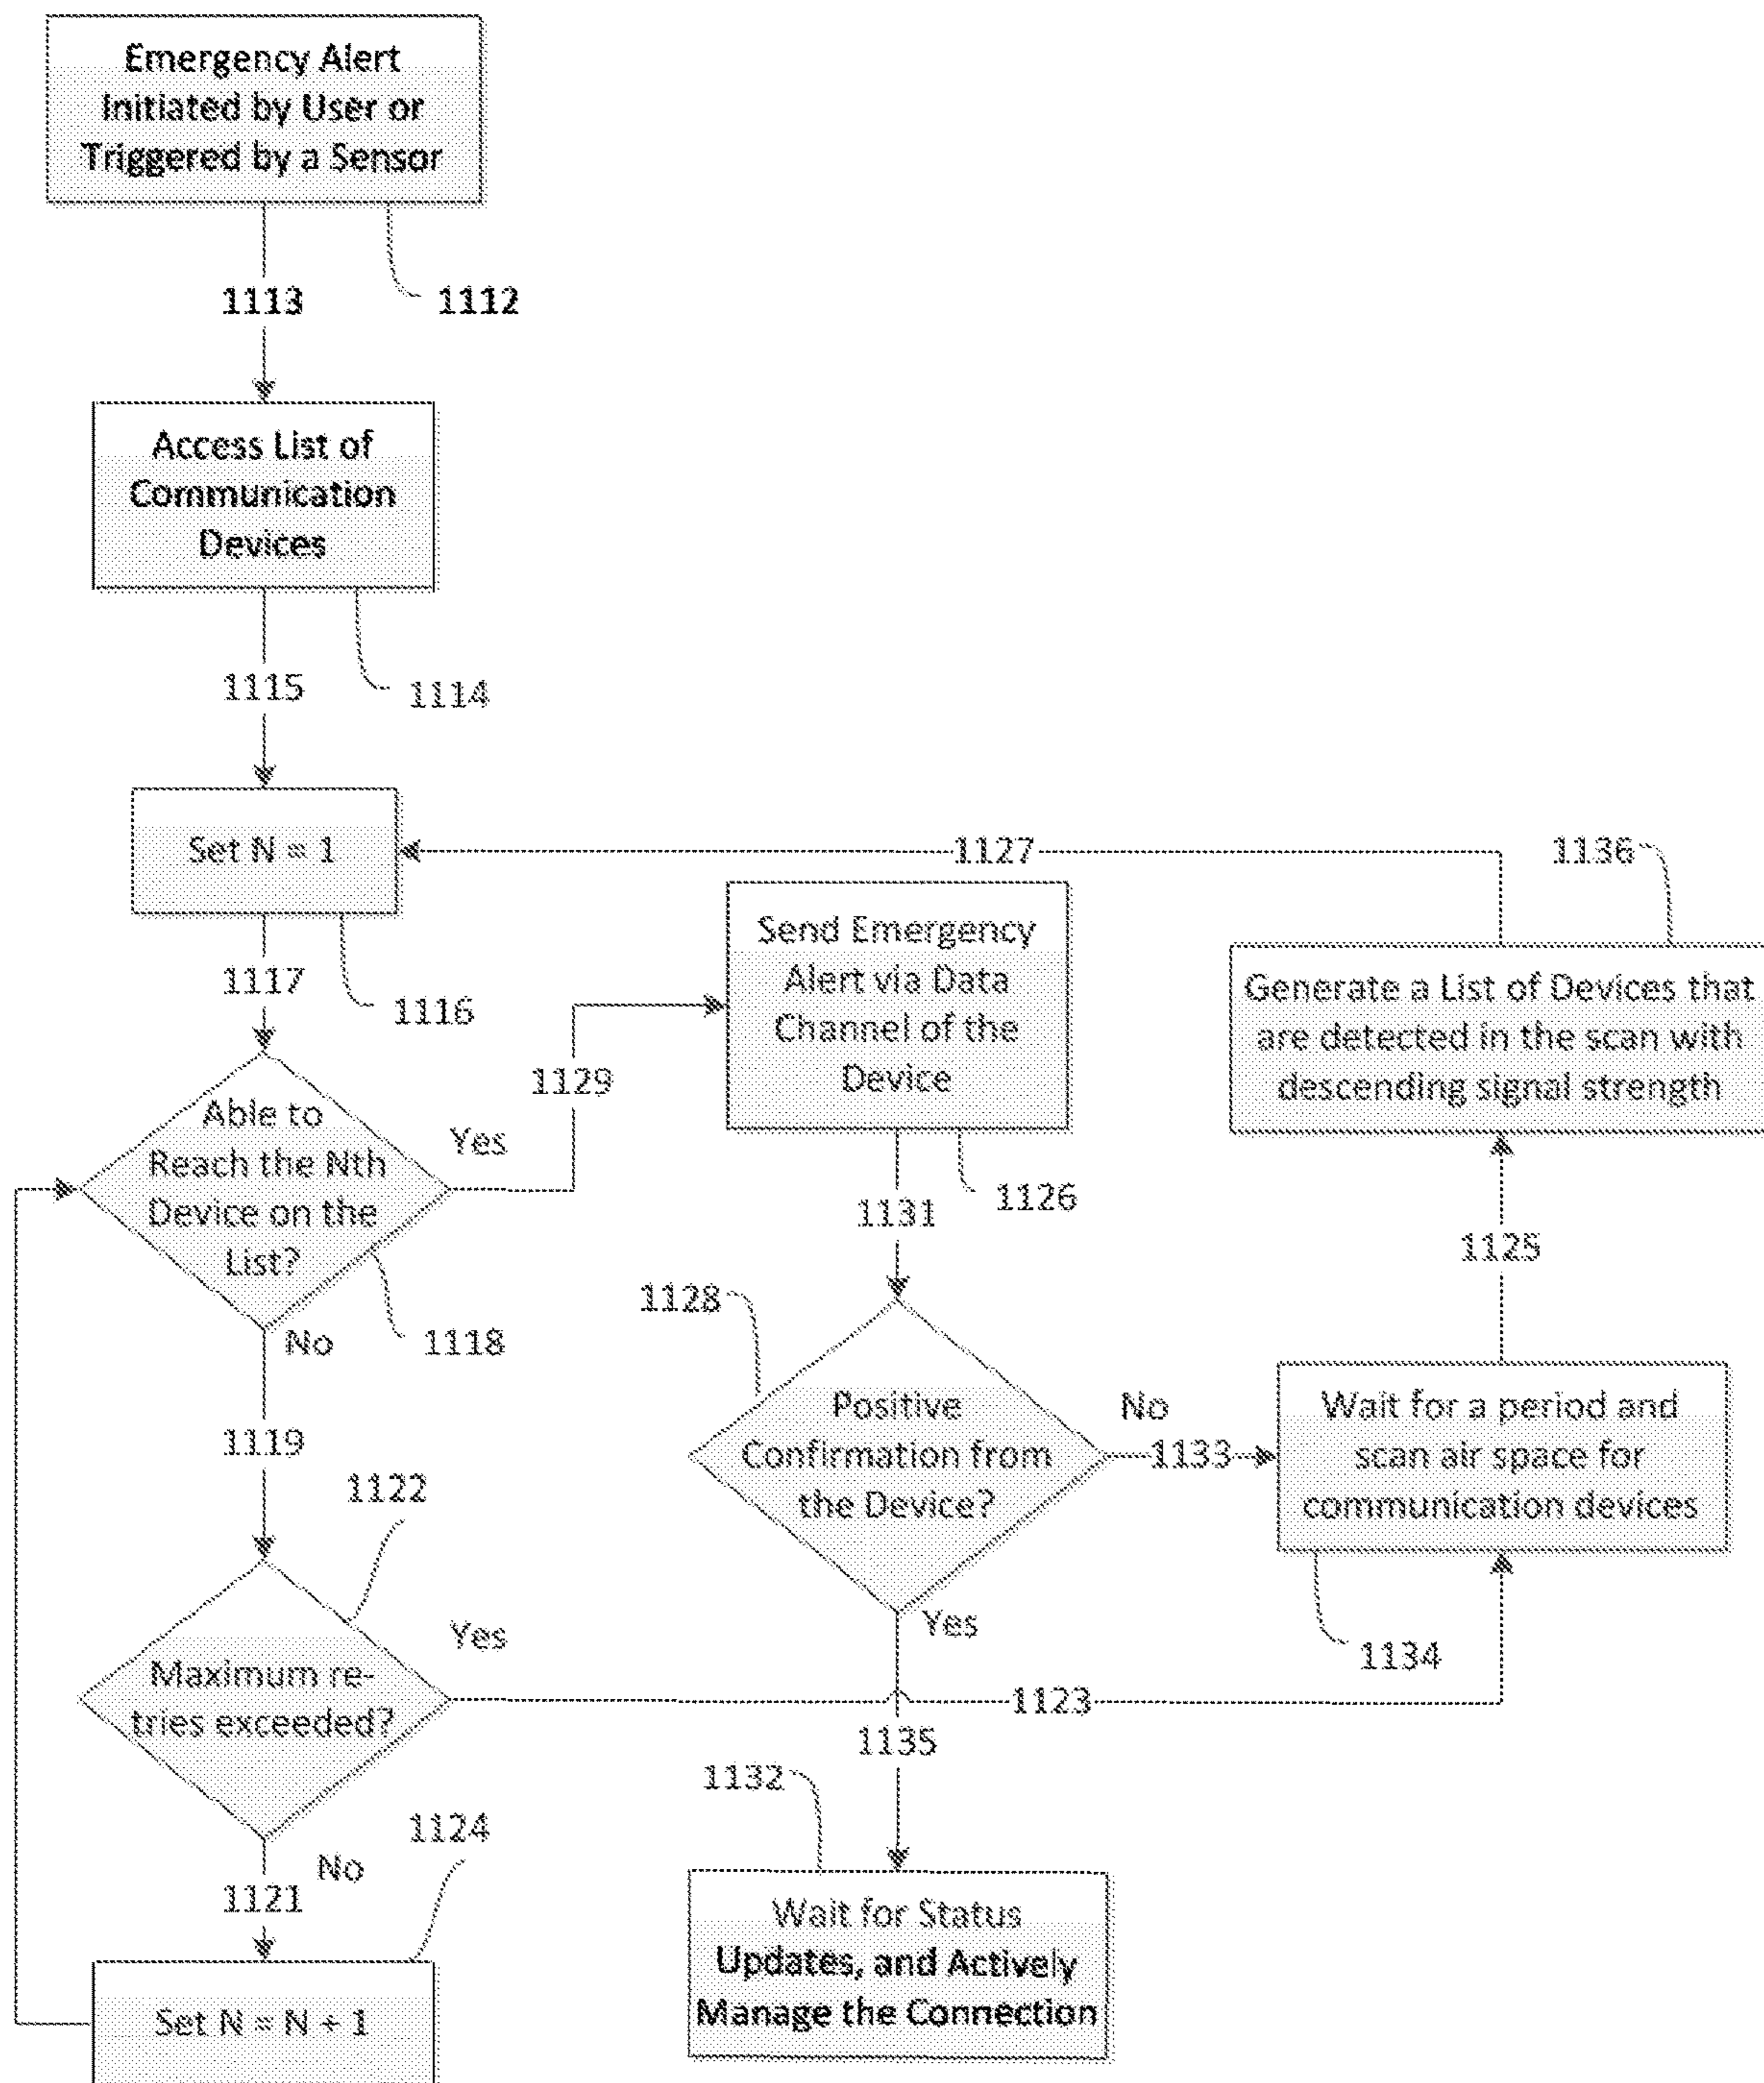 Emergency Alert
Initiated by User or
Triggered by a Sensor
1113
1112
Access List of
Communication
Devices
1115
1114
Set N = 1
1127
1136
1117
1116
Send Emergency
Alert via Data
Channel of the
Device
Generate a List of Devices that
are detected in the scan with
descending signal strength
1129
Able to
Reach the Nth
Device on the
List?
Yes
1126
1131
1125
No
1118
1128
1119
Positive
Confirmation from
the Device?
No
1133
Wait for a period and
scan air space for
communication devices
1122
Yes
1134
Maximum re-
tries exceeded?
Yes
1123
1135
1132
1124
No
1121
Wait for Status
Updates, and Actively
Manage the Connection
Set N = N + 1